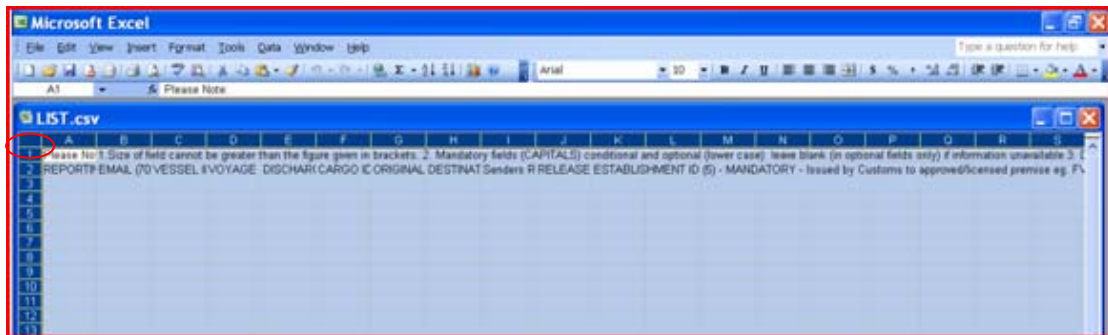 Microsoft Excel
File Edit View Insert Format Tools Data Window Help Type a question for help
Arial 10 B I U $ %
A1 fx Please Note:
LIST.csv
A B C D E F G H I J K L M N O P Q R S
1 Please No 1.Size of field cannot be greater than the figure given in brackets. 2. Mandatory fields (CAPITALS) conditional and optional (lower case) leave blank (in optional fields only) if information unavailable 3.
2 EMAIL (70 VESSEL VOYAGE DISCHAR CARGO ORIGINAL DESTINAT Senders R RELEASE ESTABLISHMENT ID (5) - MANDATORY - Issued by Customs to approved/licensed premise eg.
3
4
5
6
7
8
9
10
11
12
13